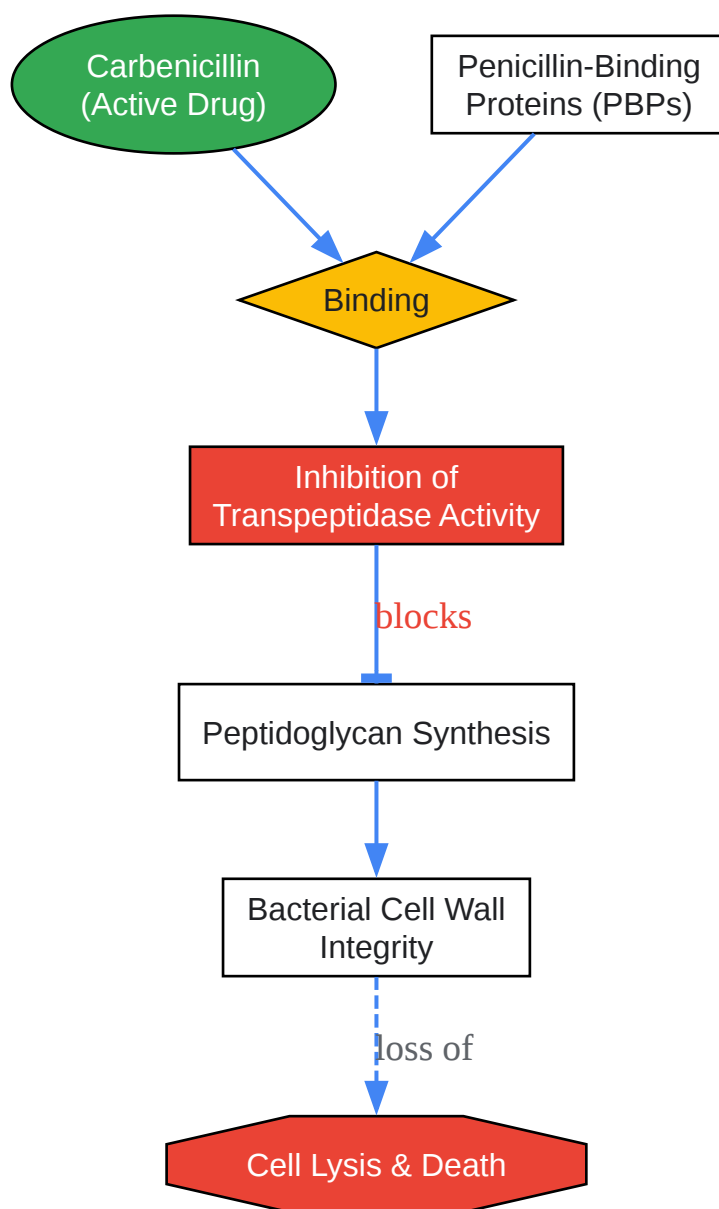 Carbenicillin
(Active Drug)
Penicillin-Binding
Proteins (PBPs)
Binding
Inhibition of
Transpeptidase Activity
blocks
Peptidoglycan Synthesis
Bacterial Cell Wall
Integrity
loss of
Cell Lysis & Death